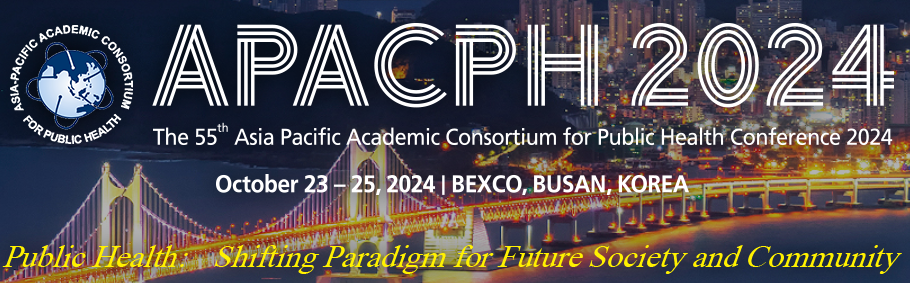 ASIA-PACIFIC ACADEMIC CONSORTIUM
FOR PUBLIC HEALTH
APACPH 2024
The 55th Asia Pacific Academic Consortium for Public Health Conference 2024
October 23 – 25, 2024 | BEXCO, BUSAN, KOREA
Public Health: Shifting Paradigm for Future Society and Community